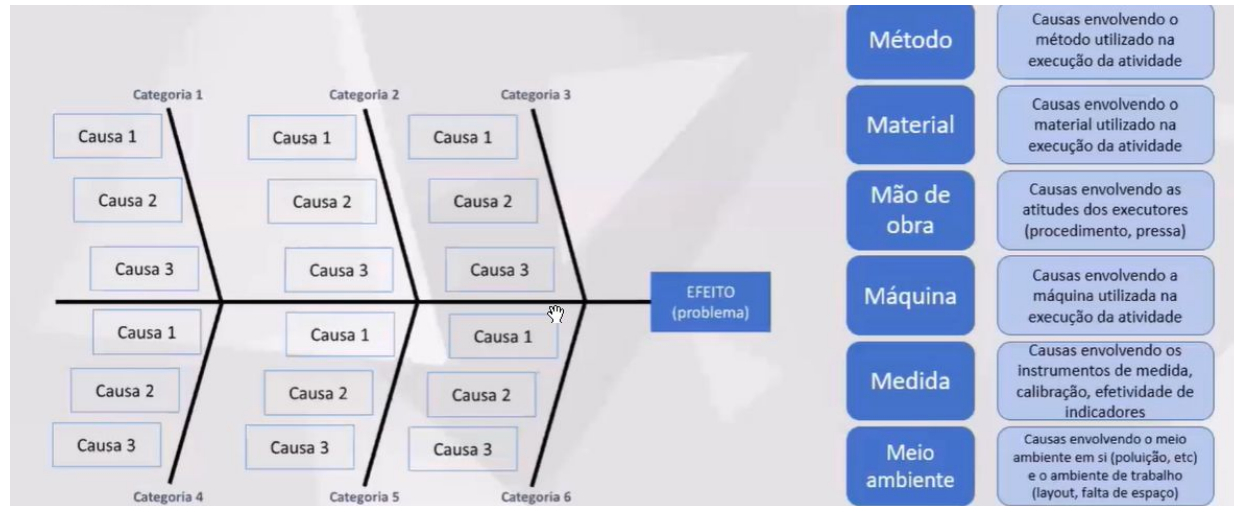 Categoria 1
Categoria 2
Categoria 3
Causa 1
Causa 1
Causa 1
Causa 2
Causa 2
Causa 2
Causa 3
Causa 3
Causa 3
EFEITO
(problema)
Causa 1
Causa 1
Causa 1
Causa 2
Causa 2
Causa 2
Causa 3
Causa 3
Causa 3
Categoria 4
Categoria 5
Categoria 6
Método
Causas envolvendo o
método utilizado na
execução da atividade
Material
Causas envolvendo o
material utilizado na
execução da atividade
Mão de
obra
Causas envolvendo as
atitudes dos executores
(procedimento, pressa)
Máquina
Causas envolvendo a
máquina utilizada na
execução da atividade
Medida
Causas envolvendo os
instrumentos de medida,
calibração, efetividade de
indicadores
Meio
ambiente
Causas envolvendo o meio
ambiente em si (poluição, etc)
e o ambiente de trabalho
(layout, falta de espaço)